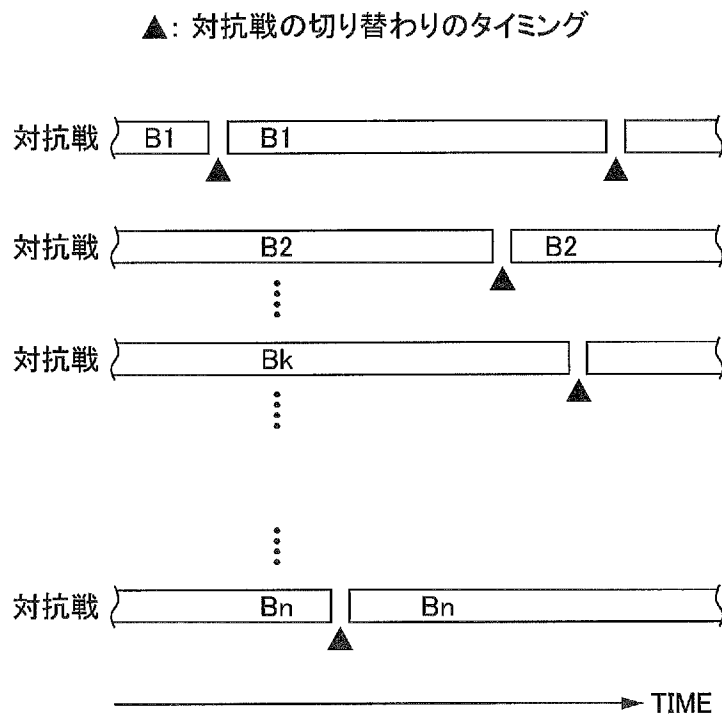 ▲: 対抗戦の切り替わりのタイミング
対抗戦 B1 B1
対抗戦 B2 B2
対抗戦 Bk
対抗戦 Bn Bn
TIME